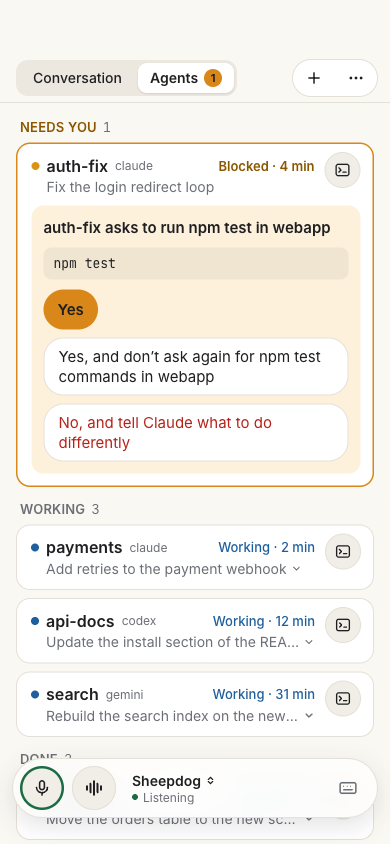 Conversation
Agents 1
NEEDS YOU 1
auth-fix claude Blocked · 4 min
Fix the login redirect loop
auth-fix asks to run npm test in webapp
npm test
Yes
Yes, and don’t ask again for npm test
commands in webapp
No, and tell Claude what to do
differently
WORKING 3
payments claude Working · 2 min
Add retries to the payment webhook
api-docs codex Working · 12 min
Update the install section of the REA…
search gemini Working · 31 min
Rebuild the search index on the new…
DONE
Sheepdog
Listening
Move the orders table to the new sc…